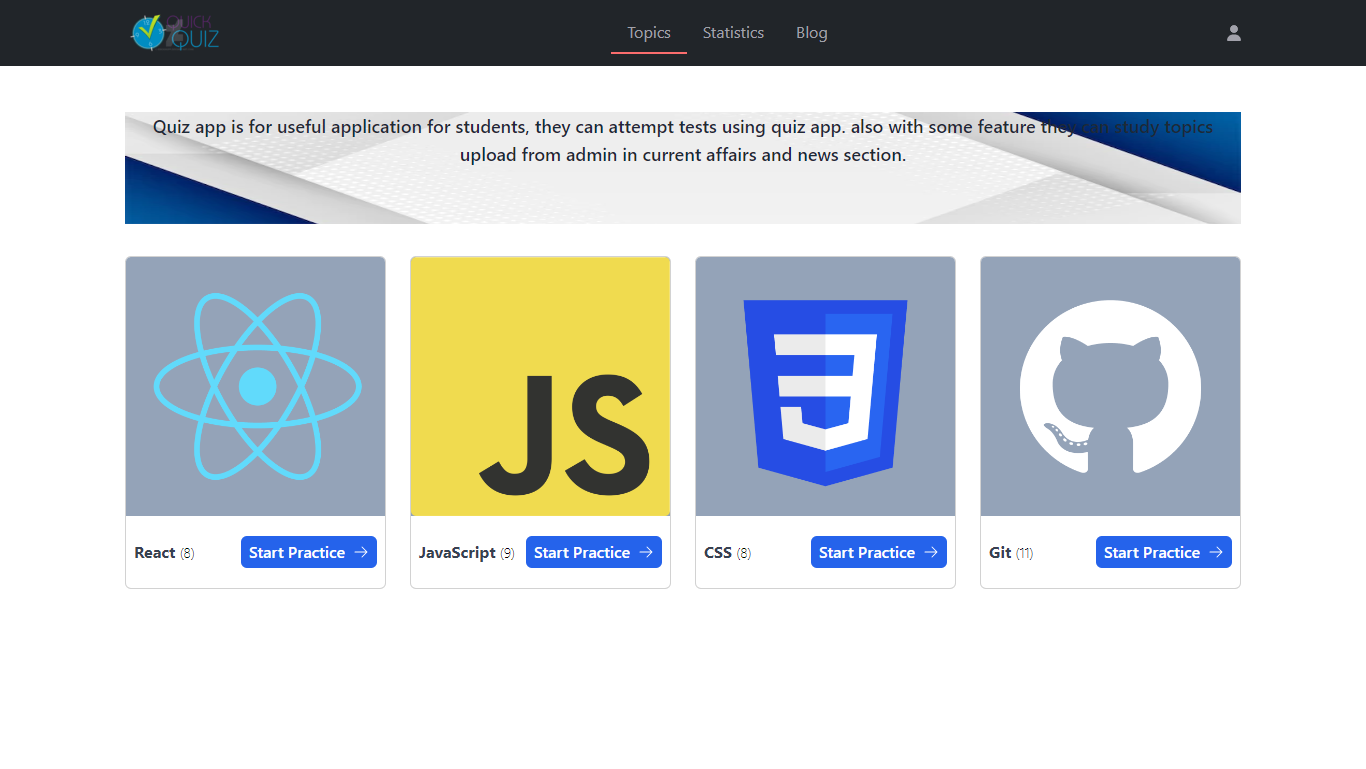 QUICK
QUIZ
Topics
Statistics
Blog
Quiz app is for useful application for students, they can attempt tests using quiz app. also with some feature they can study topics
upload from admin in current affairs and news section.
JS
React (8)
Start Practice →
JavaScript (9)
Start Practice →
CSS (8)
Start Practice →
Git (11)
Start Practice →